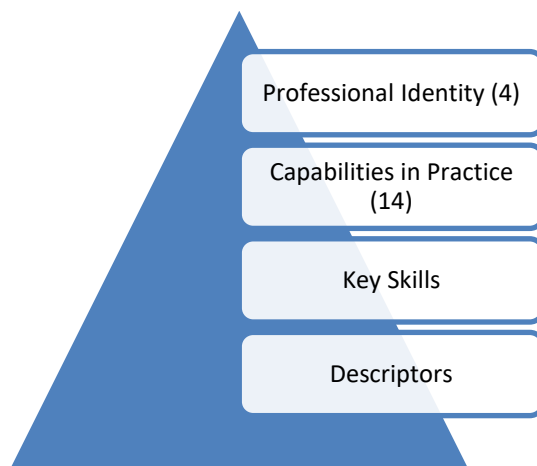 Professional Identity (4)
Capabilities in Practice
(14)
Key Skills
Descriptors